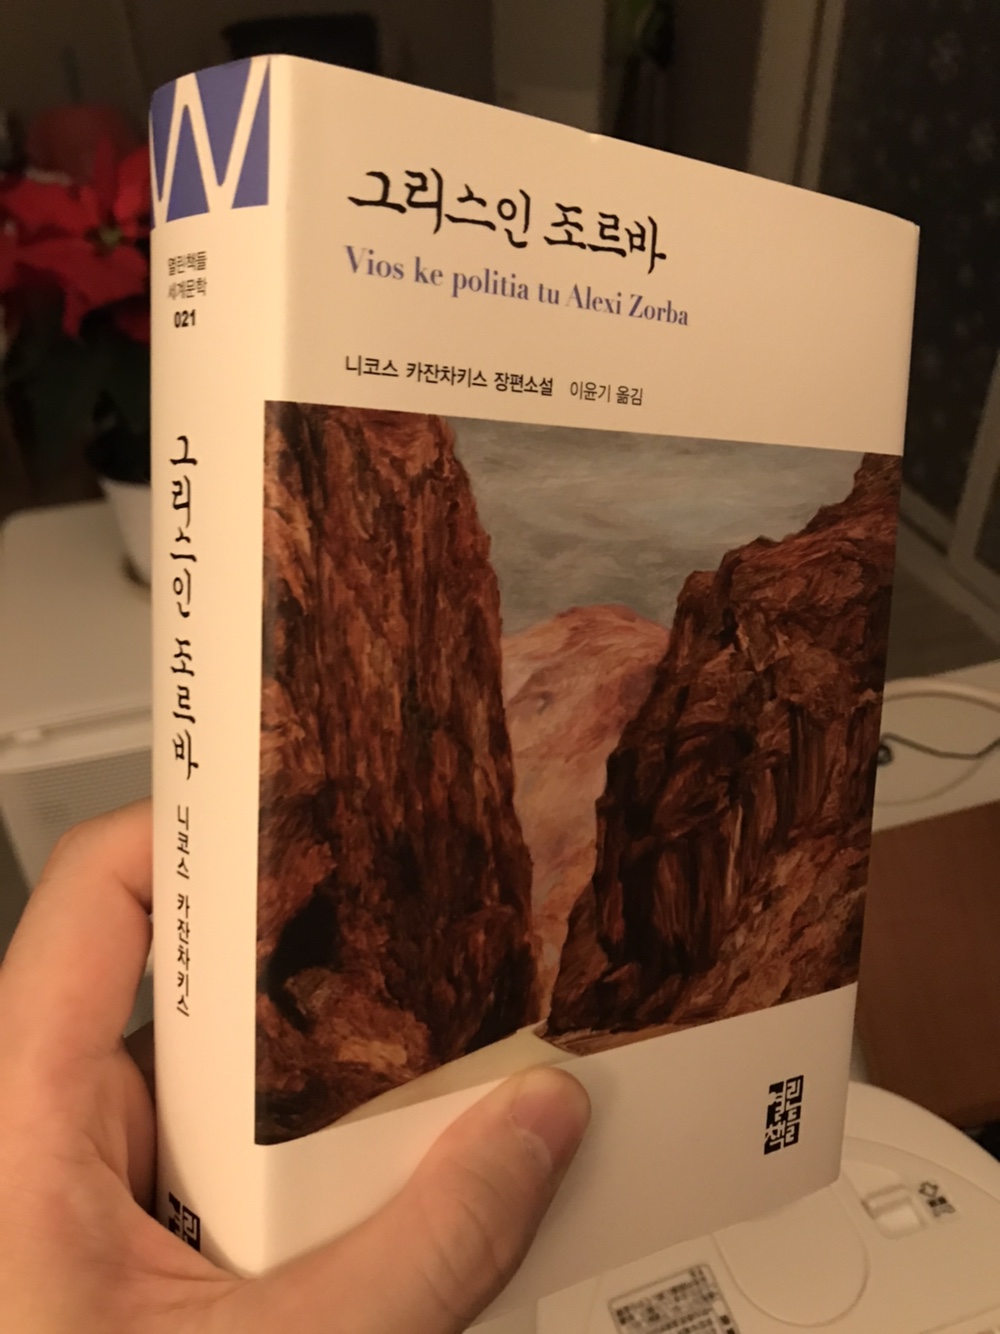 그리스인 조르바
Vios ke politia tu Alexi Zorba
니코스 카잔차키스 장편소설 이윤기 옮김
열린책들
열린책들
세계문학
021
그리스인 조르바
니코스 카잔차키스